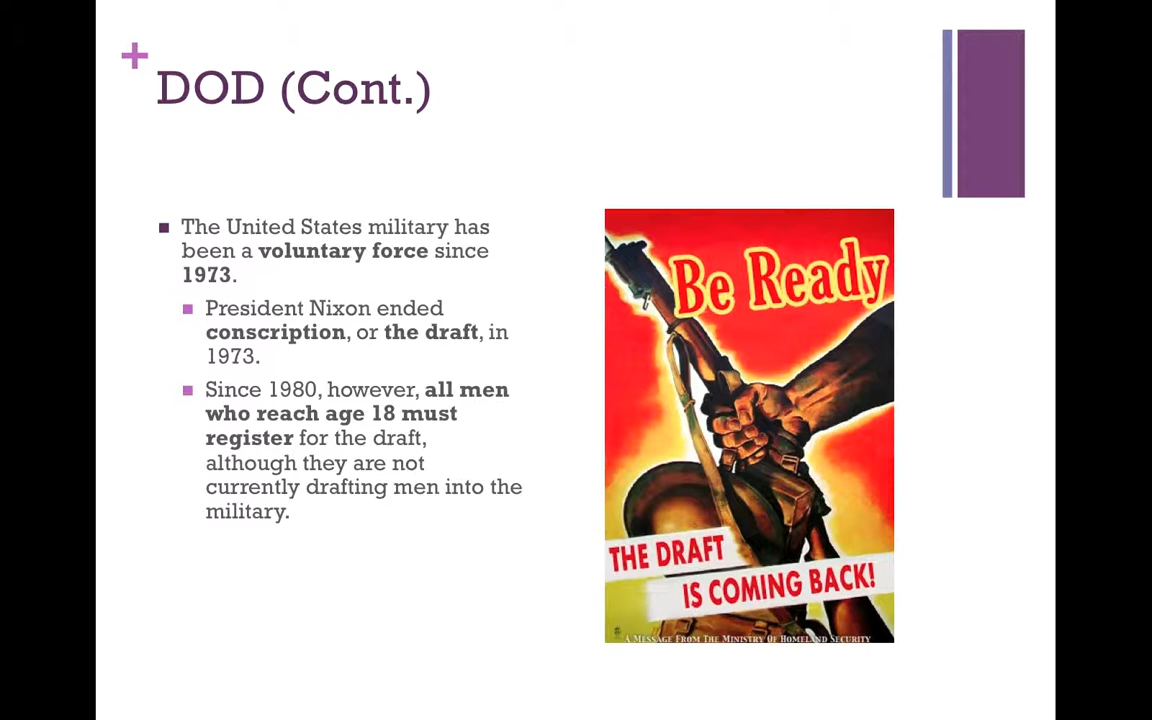 +
DOD (Cont.)
The United States military has
been a voluntary force since
1973.
President Nixon ended
conscription, or the draft, in
1973.
Since 1980, however, all men
who reach age 18 must
register for the draft,
although they are not
currently drafting men into the
military.
Be Ready
THE DRAFT
IS COMING BACK!
A MESSAGE FROM THE MINISTRY OF HOMELAND SECURITY